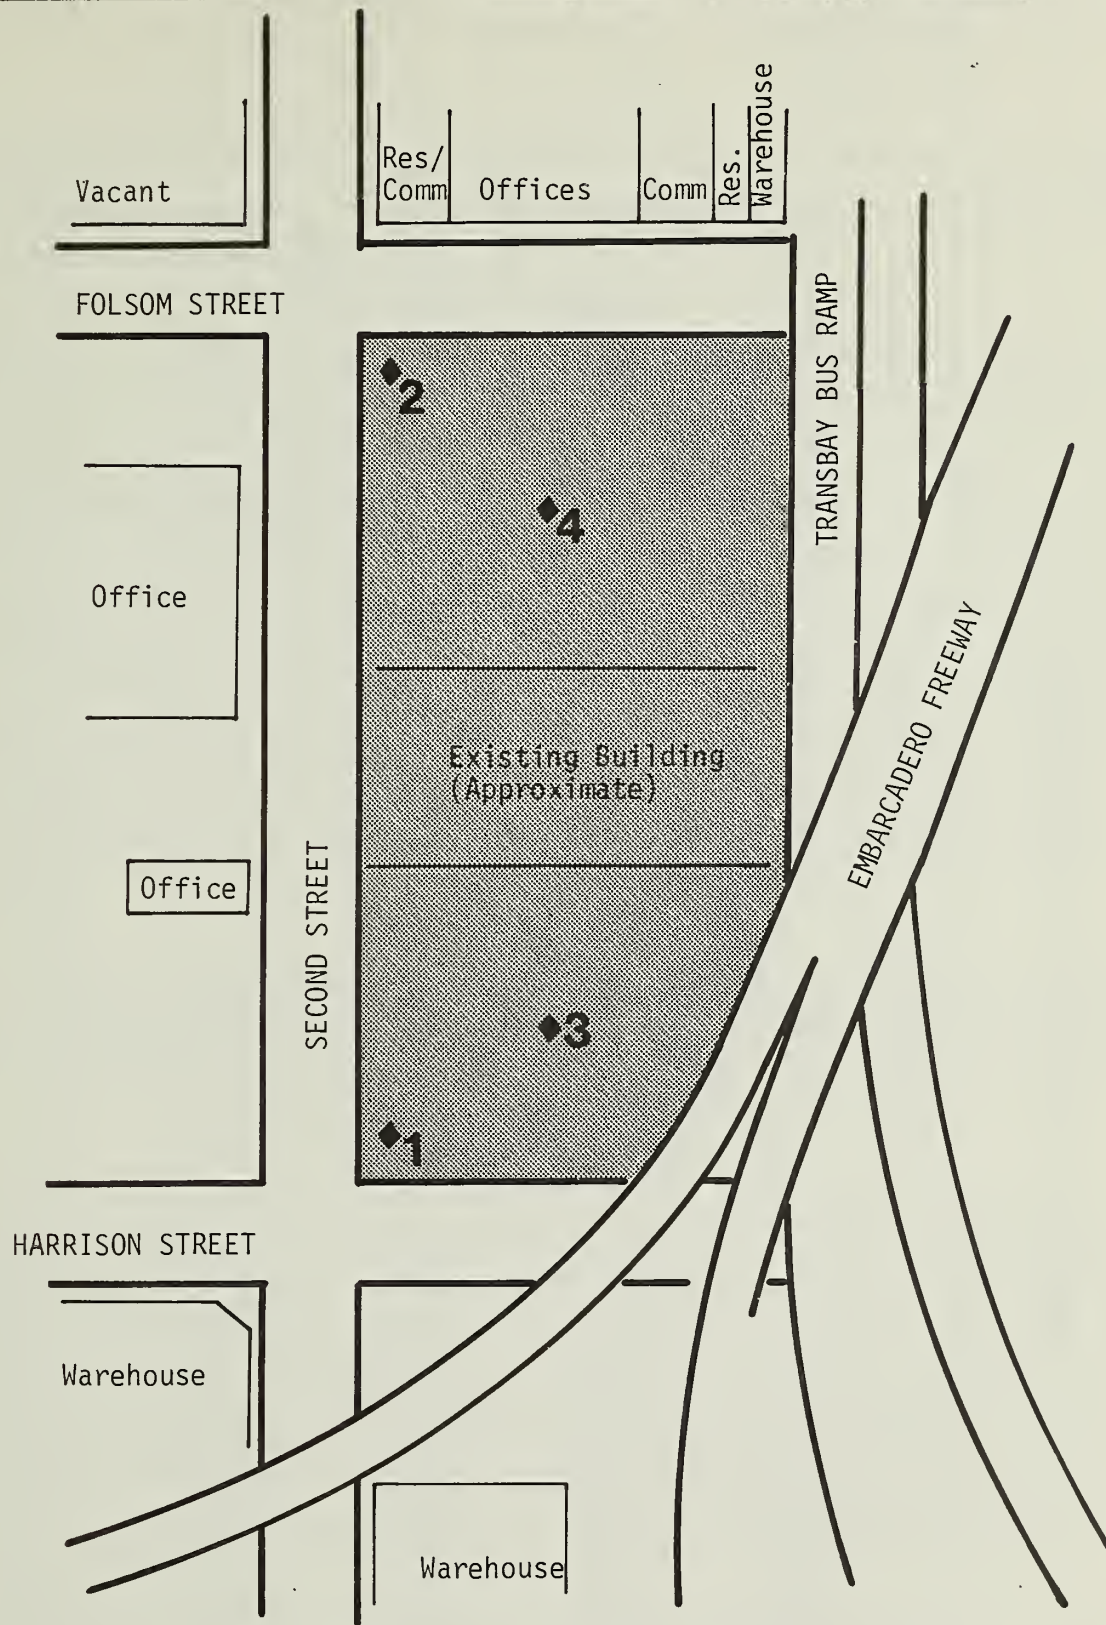 Warehouse
Res/
Comm
Offices
Comm
Res.
Vacant
FOLSOM STREET
TRANSBAY BUS RAMP
2
4
Office
EMBARCADERO FREEWAY
Existing Building
(Approximate)
Office
SECOND STREET
3
1
HARRISON STREET
Warehouse
Warehouse